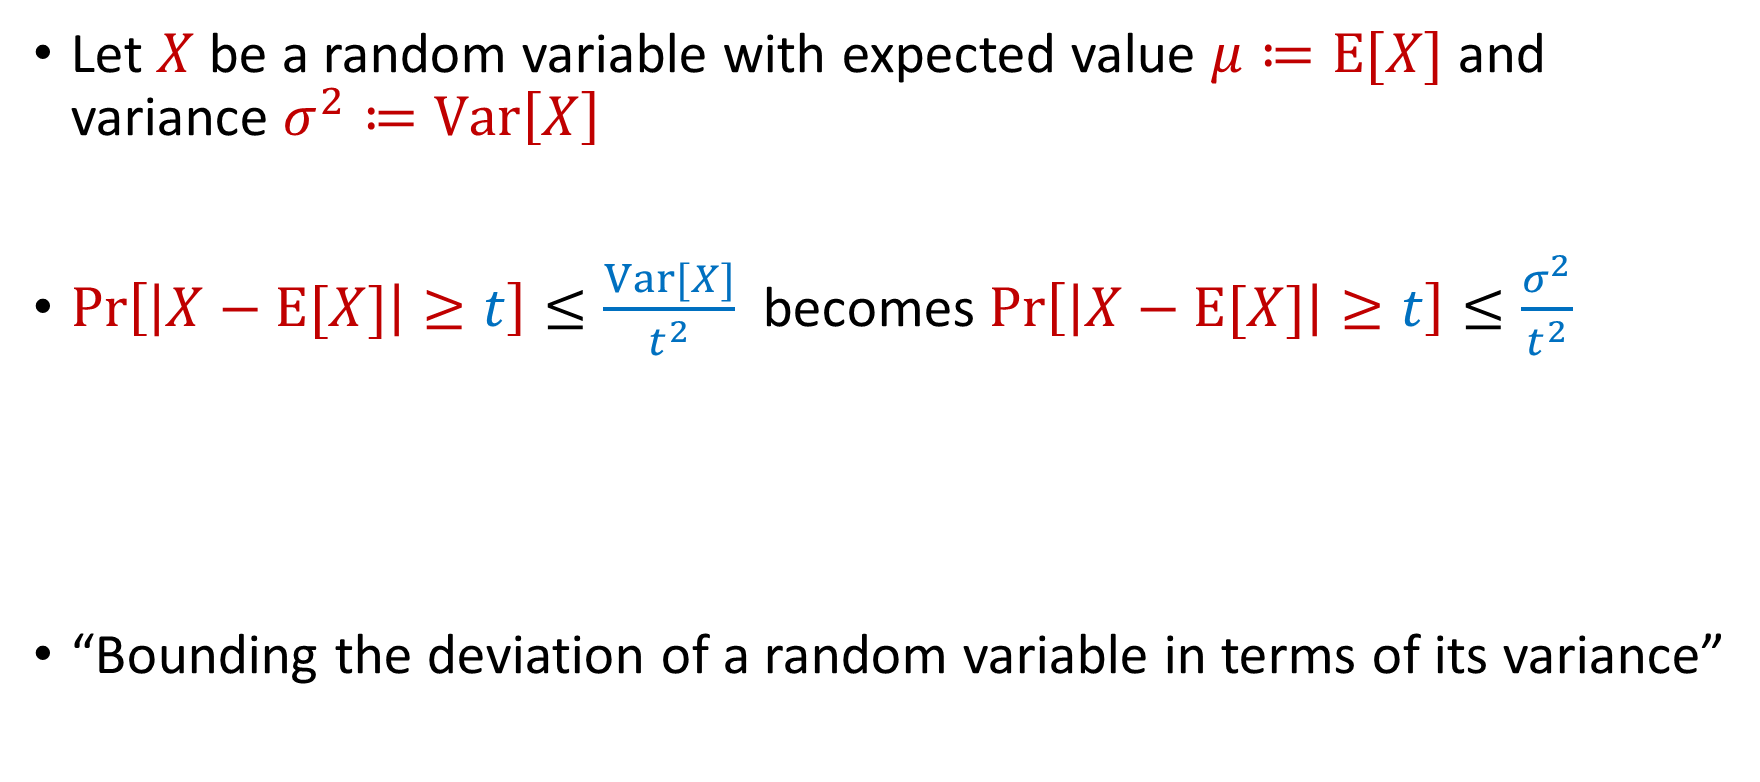 • Let X be a random variable with expected value μ ≔ E[X] and
variance σ² ≔ Var[X]
• Pr[|X − E[X]| ≥ t] ≤ Var[X]/t² becomes Pr[|X − E[X]| ≥ t] ≤ σ²/t²
• “Bounding the deviation of a random variable in terms of its variance”